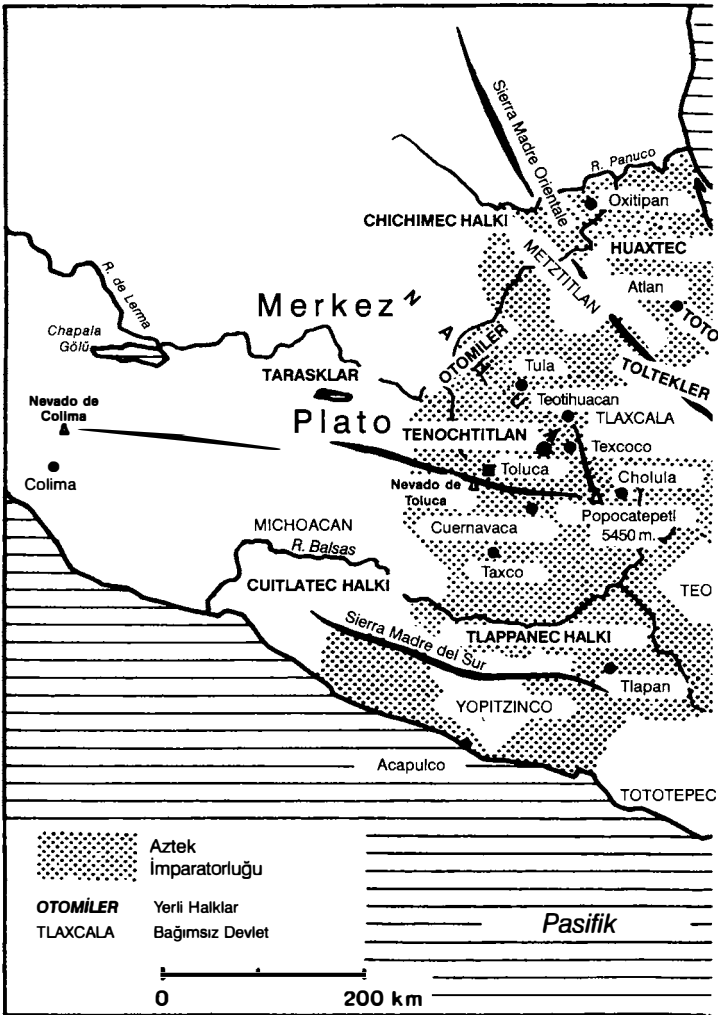 Sierra Madre Orientale
R. Panuco
Oxitipan
CHICHIMEC HALKI
HUAXTEC
METZTITLAN
Atlan
R. de Lerma
Merkez
TOTO
Chapala
Gölü
OTOMİLER
TOLTEKLER
Tula
TARASKLAR
Teotihuacan
Nevado de
Colima
Plato
TLAXCALA
TENOCHTITLAN
Texcoco
Toluca
Cholula
Colima
Nevado de
Toluca
Popocatepetl
5450 m.
MICHOACAN
Cuernavaca
R. Balsas
Taxco
CUITLATEC HALKI
TEO
Sierra Madre del Sur
TLAPPANEC HALKI
Tlapan
YOPITZINCO
Acapulco
TOTOTEPEC
Aztek
İmparatorluğu
OTOMİLER Yerli Halklar
TLAXCALA Bağımsız Devlet
Pasifik
0 200 km